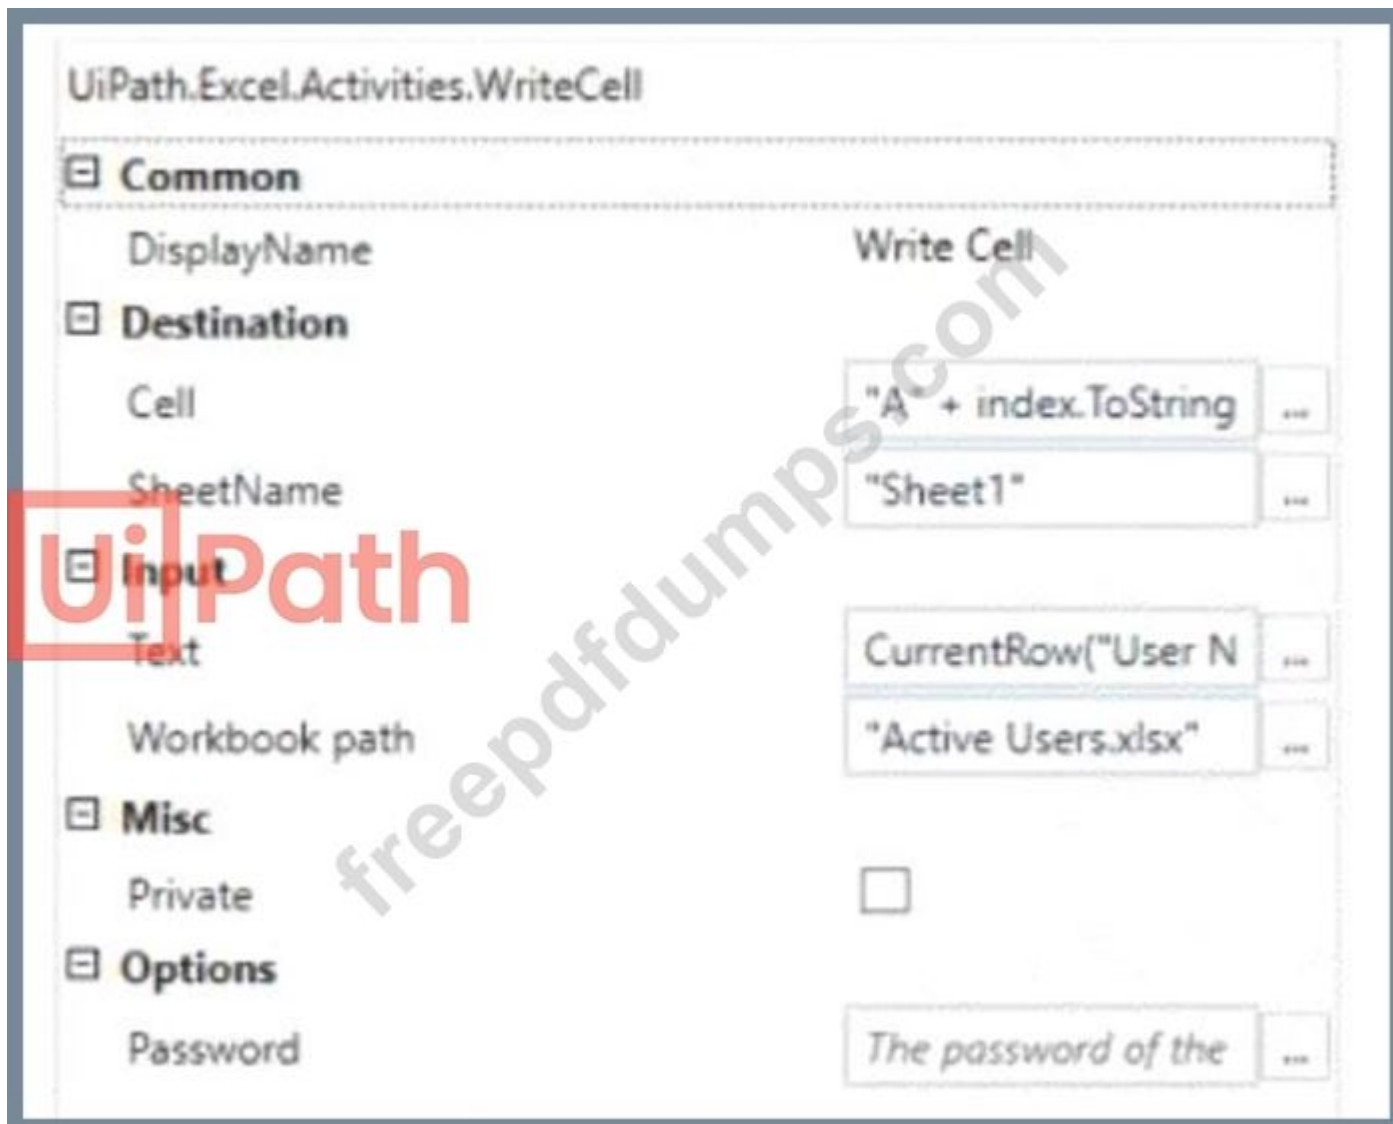 UiPath.Excel.Activities.WriteCell
Common
DisplayName Write Cell
Destination
Cell "A" + index.ToString ...
SheetName "Sheet1" ...
Input
Text CurrentRow("User N ...
Workbook path "Active Users.xlsx" ...
Misc
Private
Options
Password The password of the ...
UiPath
freepdfdumps.com